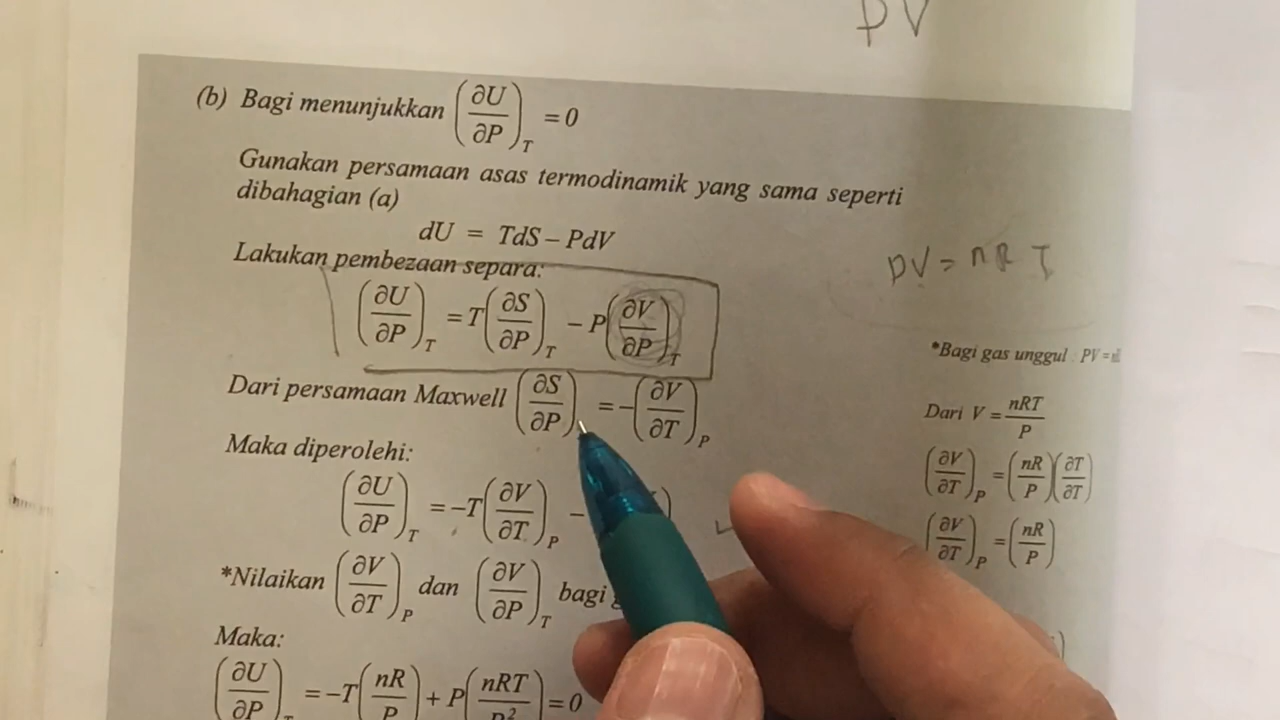 PV
(b) Bagi menunjukkan (∂U/∂P)_T = 0
Gunakan persamaan asas termodinamik yang sama seperti
dibahagian (a)
dU = TdS – PdV
Lakukan pembezaan separa:
(∂U/∂P)_T = T(∂S/∂P)_T – P(∂V/∂P)_T
Dari persamaan Maxwell (∂S/∂P) = –(∂V/∂T)_P
Maka diperolehi:
(∂U/∂P)_T = –T(∂V/∂T)_P –
*Nilaikan (∂V/∂T)_P dan (∂V/∂P)_T bagi
Maka:
(∂U/∂P)_T = –T(nR/P) + P(nRT/P²) = 0
PV = nRT
*Bagi gas unggul : PV =
Dari V = nRT/P
(∂V/∂T)_P = (nR/P)(∂T/∂T)
(∂V/∂T)_P = (nR/P)